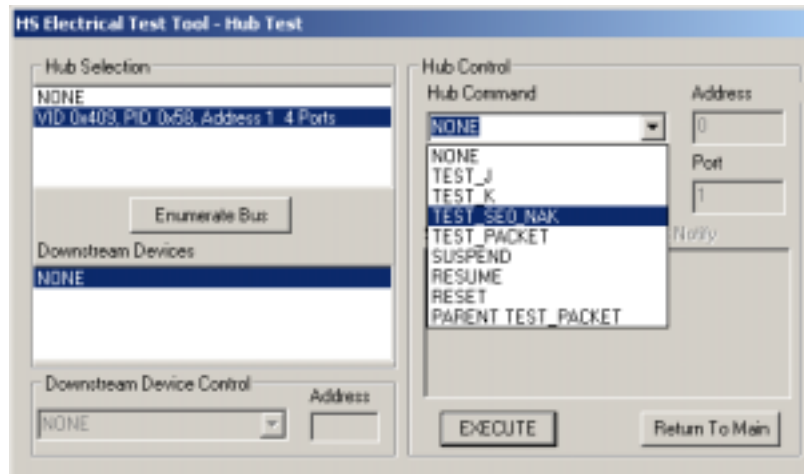 HS Electrical Test Tool - Hub Test
Hub Selection
NONE
VID 0x409, PID 0x58, Address 1 4 Ports
Enumerate Bus
Downstream Devices
NONE
Downstream Device Control
Address
NONE
Hub Control
Hub Command
Address
NONE
0
NONE
TEST_J
TEST_K
TEST_SE0_NAK
TEST_PACKET
SUSPEND
RESUME
RESET
PARENT TEST_PACKET
Port
1
Notify
EXECUTE
Return To Main